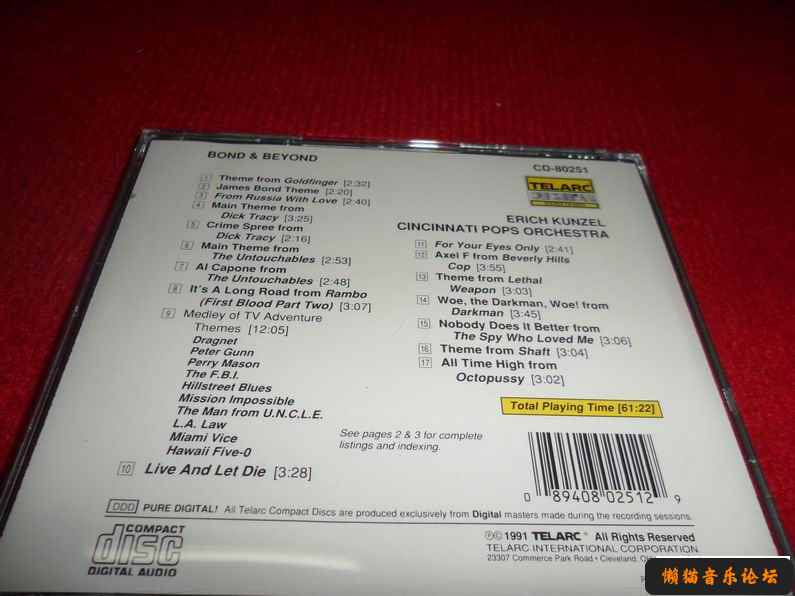 BOND & BEYOND
1 Theme from Goldfinger [2:32]
2 James Bond Theme [2:20]
3 From Russia With Love [2:40]
4 Main Theme from
Dick Tracy [3:25]
5 Crime Spree from
Dick Tracy [2:16]
6 Main Theme from
The Untouchables [2:53]
7 Al Capone from
The Untouchables [2:48]
8 It's A Long Road from Rambo
(First Blood Part Two) [3:07]
9 Medley of TV Adventure
Themes [12:05]
Dragnet
Peter Gunn
Perry Mason
The F.B.I.
Hillstreet Blues
Mission Impossible
The Man from U.N.C.L.E.
L.A. Law
Miami Vice
Hawaii Five-0
10 Live And Let Die [3:28]
CD-80251
TELARC
DIGITAL
ERICH KUNZEL
CINCINNATI POPS ORCHESTRA
11 For Your Eyes Only [2:41]
12 Axel F from Beverly Hills
Cop [3:55]
13 Theme from Lethal
Weapon [3:03]
14 Woe, the Darkman, Woe! from
Darkman [3:45]
15 Nobody Does It Better from
The Spy Who Loved Me [3:06]
16 Theme from Shaft [3:04]
17 All Time High from
Octopussy [3:02]
Total Playing Time [61:22]
See pages 2 & 3 for complete
listings and indexing.
0 89408 02512 9
DDD PURE DIGITAL! All Telarc Compact Discs are produced exclusively from Digital masters made during the recording sessions.
COMPACT
disc
DIGITAL AUDIO
℗© 1991 TELARC® All Rights Reserved
TELARC INTERNATIONAL CORPORATION
23307 Commerce Park Road • Cleveland,
懒猫音乐论坛